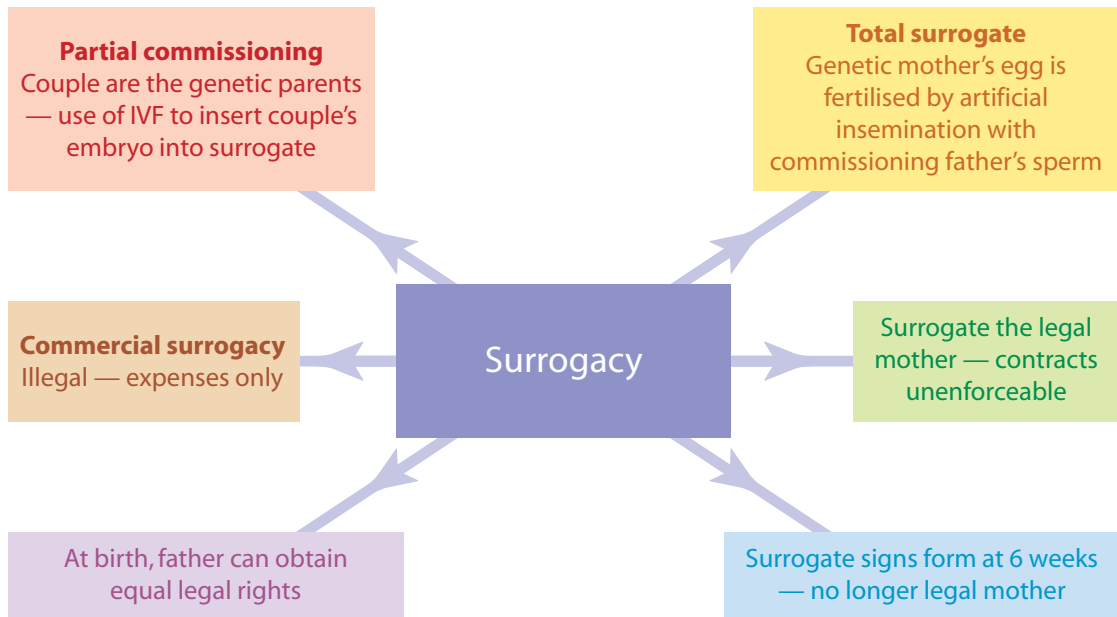 Partial commissioning
Couple are the genetic parents
— use of IVF to insert couple's
embryo into surrogate
Total surrogate
Genetic mother's egg is
fertilised by artificial
insemination with
commissioning father's sperm
Commercial surrogacy
Illegal — expenses only
Surrogacy
Surrogate the legal
mother — contracts
unenforceable
At birth, father can obtain
equal legal rights
Surrogate signs form at 6 weeks
— no longer legal mother